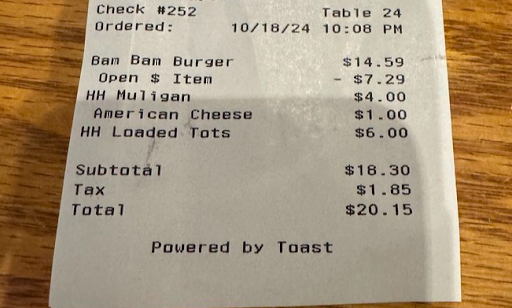 Check #252 Table 24
Ordered: 10/18/24 10:08 PM
Bam Bam Burger $14.59
Open $ Item - $7.29
HH Muligan $4.00
American Cheese $1.00
HH Loaded Tots $6.00
Subtotal $18.30
Tax $1.85
Total $20.15
Powered by Toast